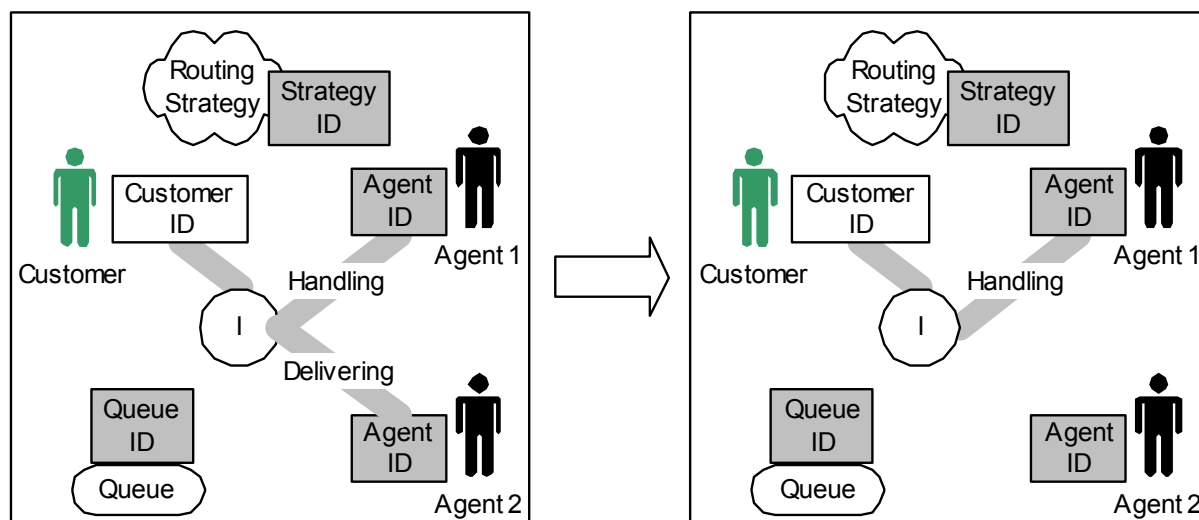 Routing
Strategy
Strategy
ID
Customer
ID
Agent
ID
Customer
Agent 1
Handling
I
Delivering
Queue
ID
Agent
ID
Queue
Agent 2
Routing
Strategy
Strategy
ID
Customer
ID
Agent
ID
Customer
Agent 1
Handling
I
Queue
ID
Agent
ID
Queue
Agent 2